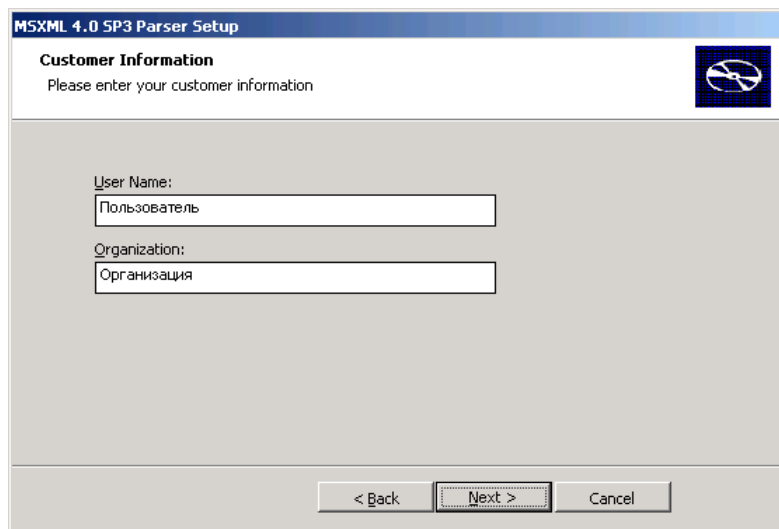 MSXML 4.0 SP3 Parser Setup
Customer Information
Please enter your customer information
User Name:
Пользователь
Organization:
Организация
< Back Next > Cancel